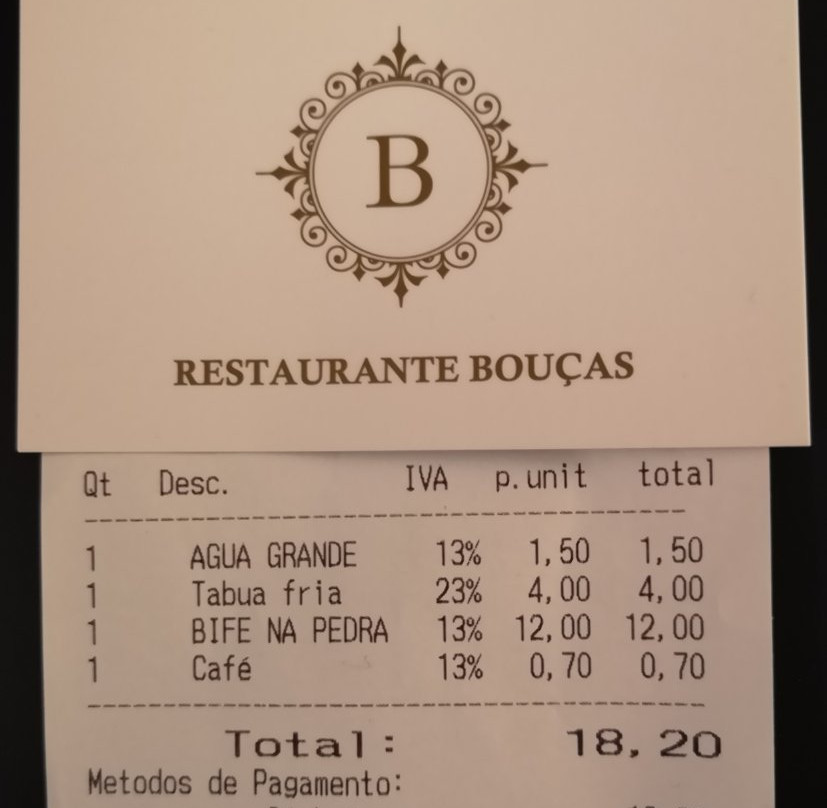 B
RESTAURANTE BOUÇAS
Qt Desc. IVA p.unit total
1 AGUA GRANDE 13% 1,50 1,50
1 Tabua fria 23% 4,00 4,00
1 BIFE NA PEDRA 13% 12,00 12,00
1 Café 13% 0,70 0,70
Total: 18,20
Metodos de Pagamento: